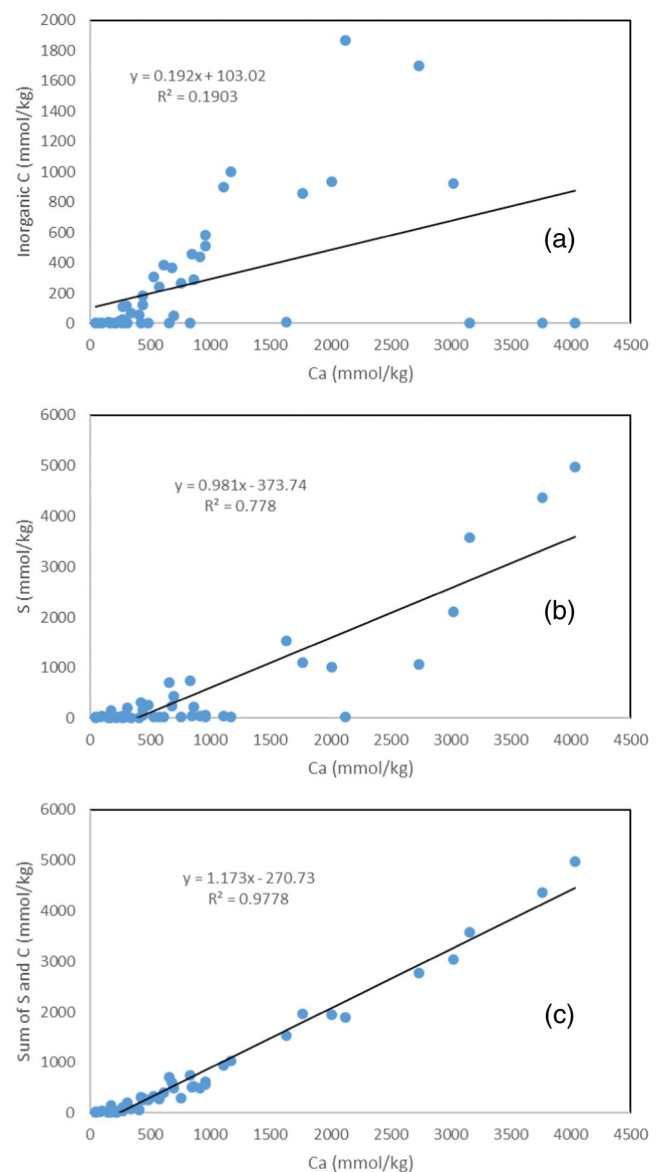 2000
1800
1600
1400
1200
1000
800
600
400
200
0
Inorganic C (mmol/kg)
y = 0.192x + 103.02
R² = 0.1903
(a)
0 500 1000 1500 2000 2500 3000 3500 4000 4500
Ca (mmol/kg)
6000
5000
4000
3000
2000
1000
0
S (mmol/kg)
y = 0.981x - 373.74
R² = 0.778
(b)
0 500 1000 1500 2000 2500 3000 3500 4000 4500
Ca (mmol/kg)
6000
5000
4000
3000
2000
1000
0
Sum of S and C (mmol/kg)
y = 1.173x - 270.73
R² = 0.9778
(c)
0 500 1000 1500 2000 2500 3000 3500 4000 4500
Ca (mmol/kg)